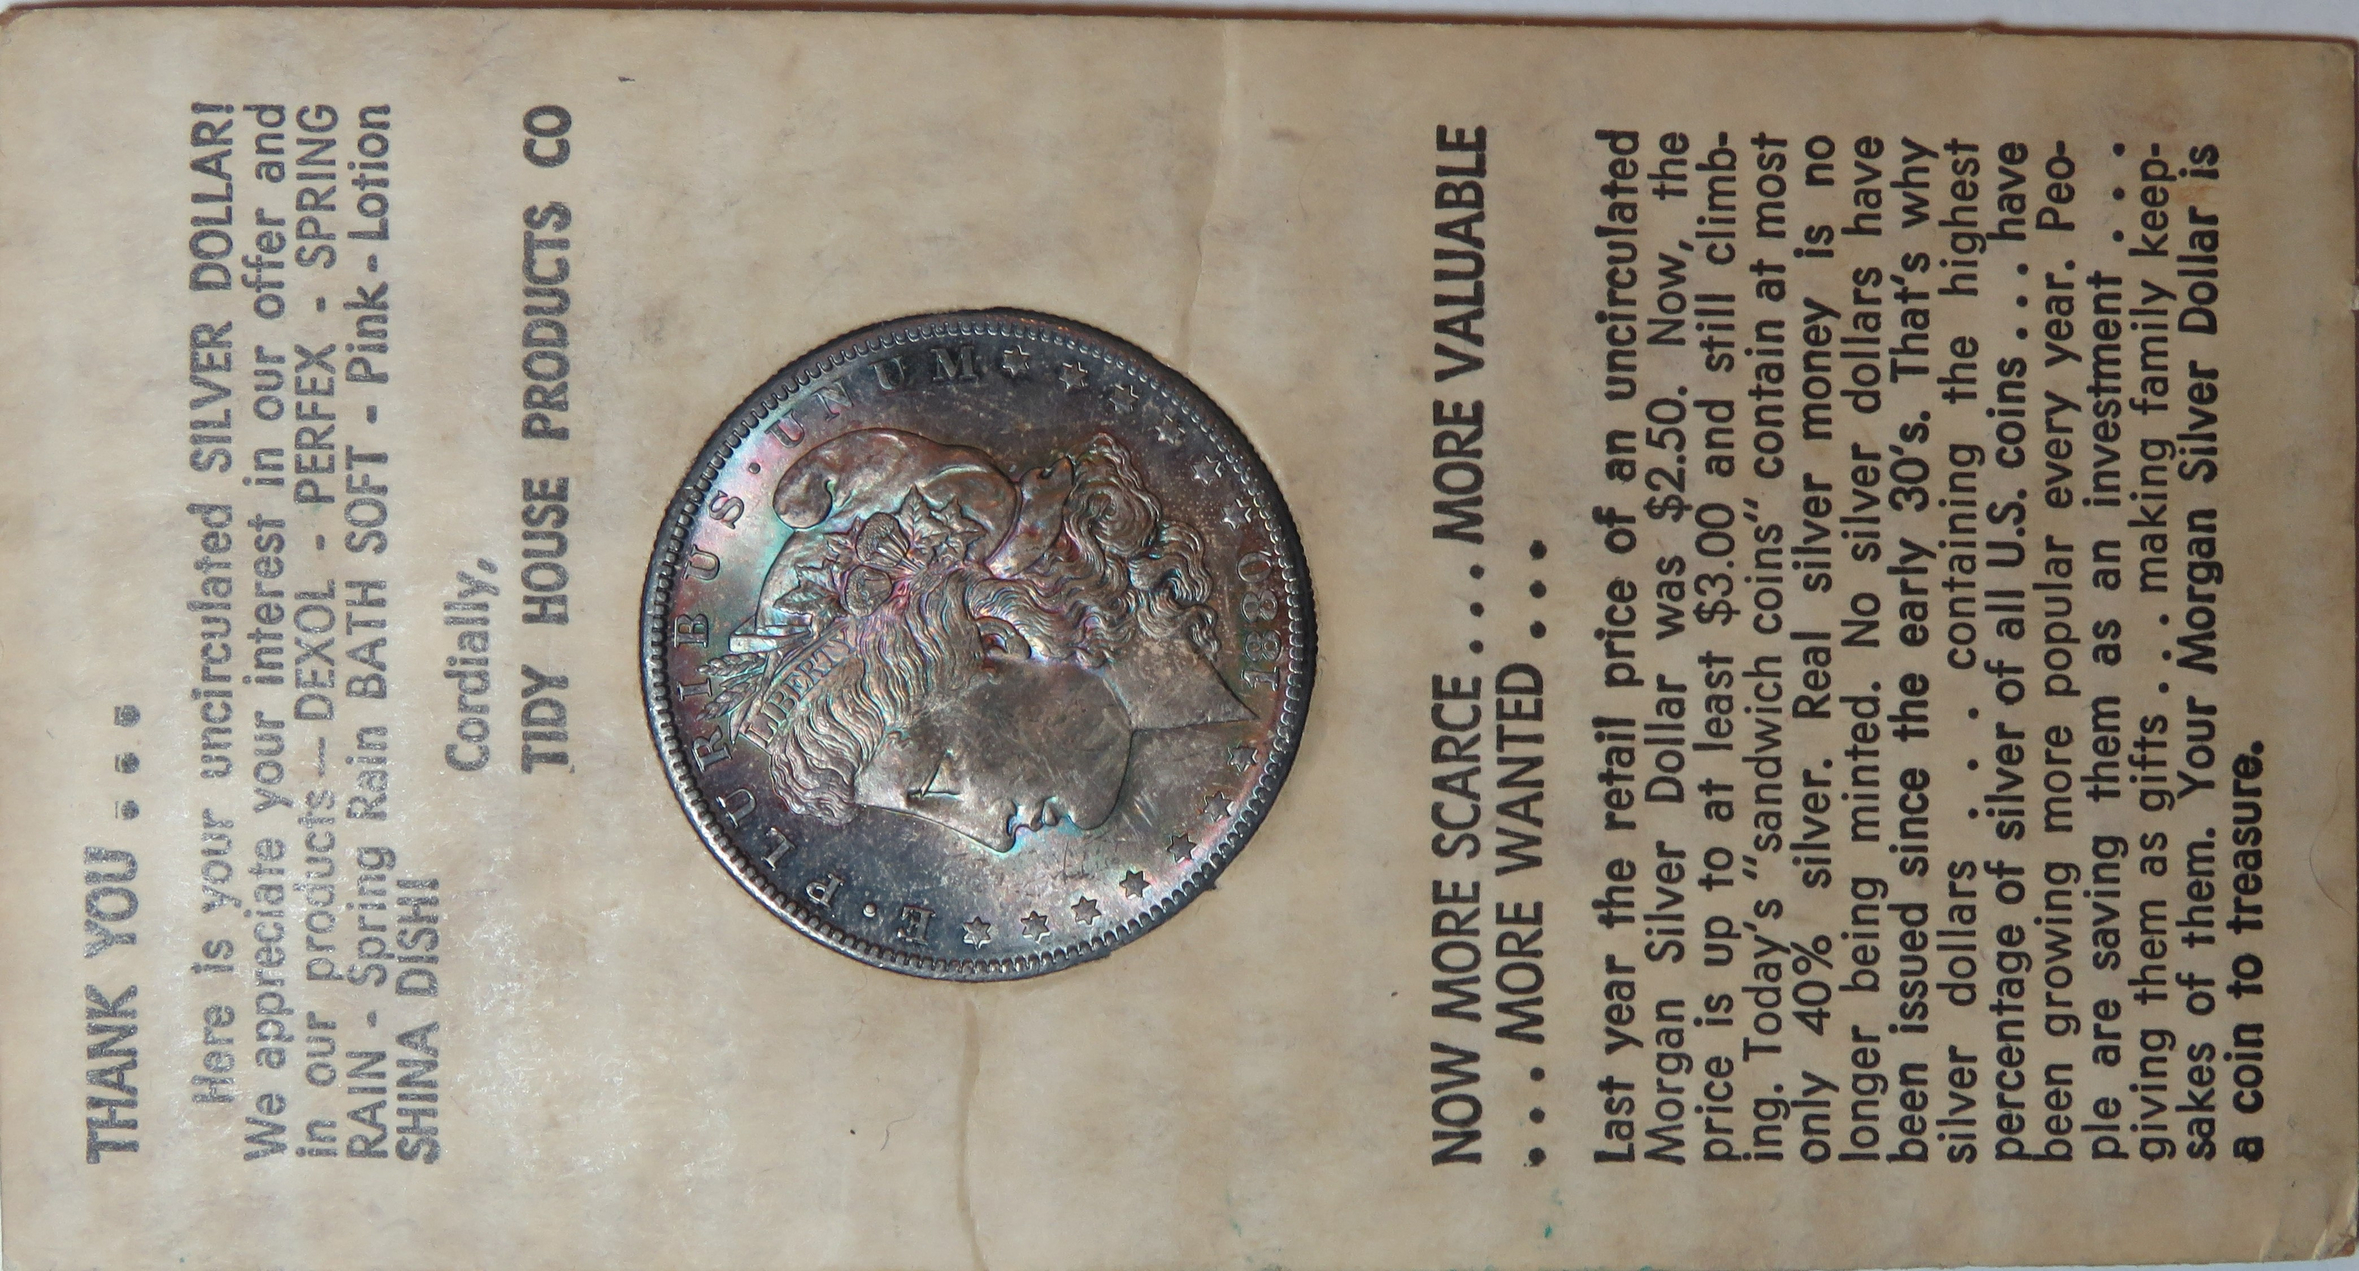 THANK YOU . . .
Here is your uncirculated SILVER DOLLAR!
We appreciate your interest in our offer and
in our products — DEXOL - PERFEX - SPRING
RAIN - Spring Rain BATH SOFT - Pink - Lotion
SHINA DISH!
Cordially,
TIDY HOUSE PRODUCTS CO
E · PLURIBUS · UNUM
LIBERTY
1880
NOW MORE SCARCE . . . MORE VALUABLE
. . . MORE WANTED . . .
Last year the retail price of an uncirculated
Morgan Silver Dollar was $2.50. Now, the
price is up to at least $3.00 and still climb-
ing. Today's "sandwich coins" contain at most
only 40% silver. Real silver money is no
longer being minted. No silver dollars have
been issued since the early 30's. That's why
silver dollars . . . containing the highest
percentage of silver of all U.S. coins . . . have
been growing more popular every year. Peo-
ple are saving them as an investment . . .
giving them as gifts . . . making family keep-
sakes of them. Your Morgan Silver Dollar is
a coin to treasure.